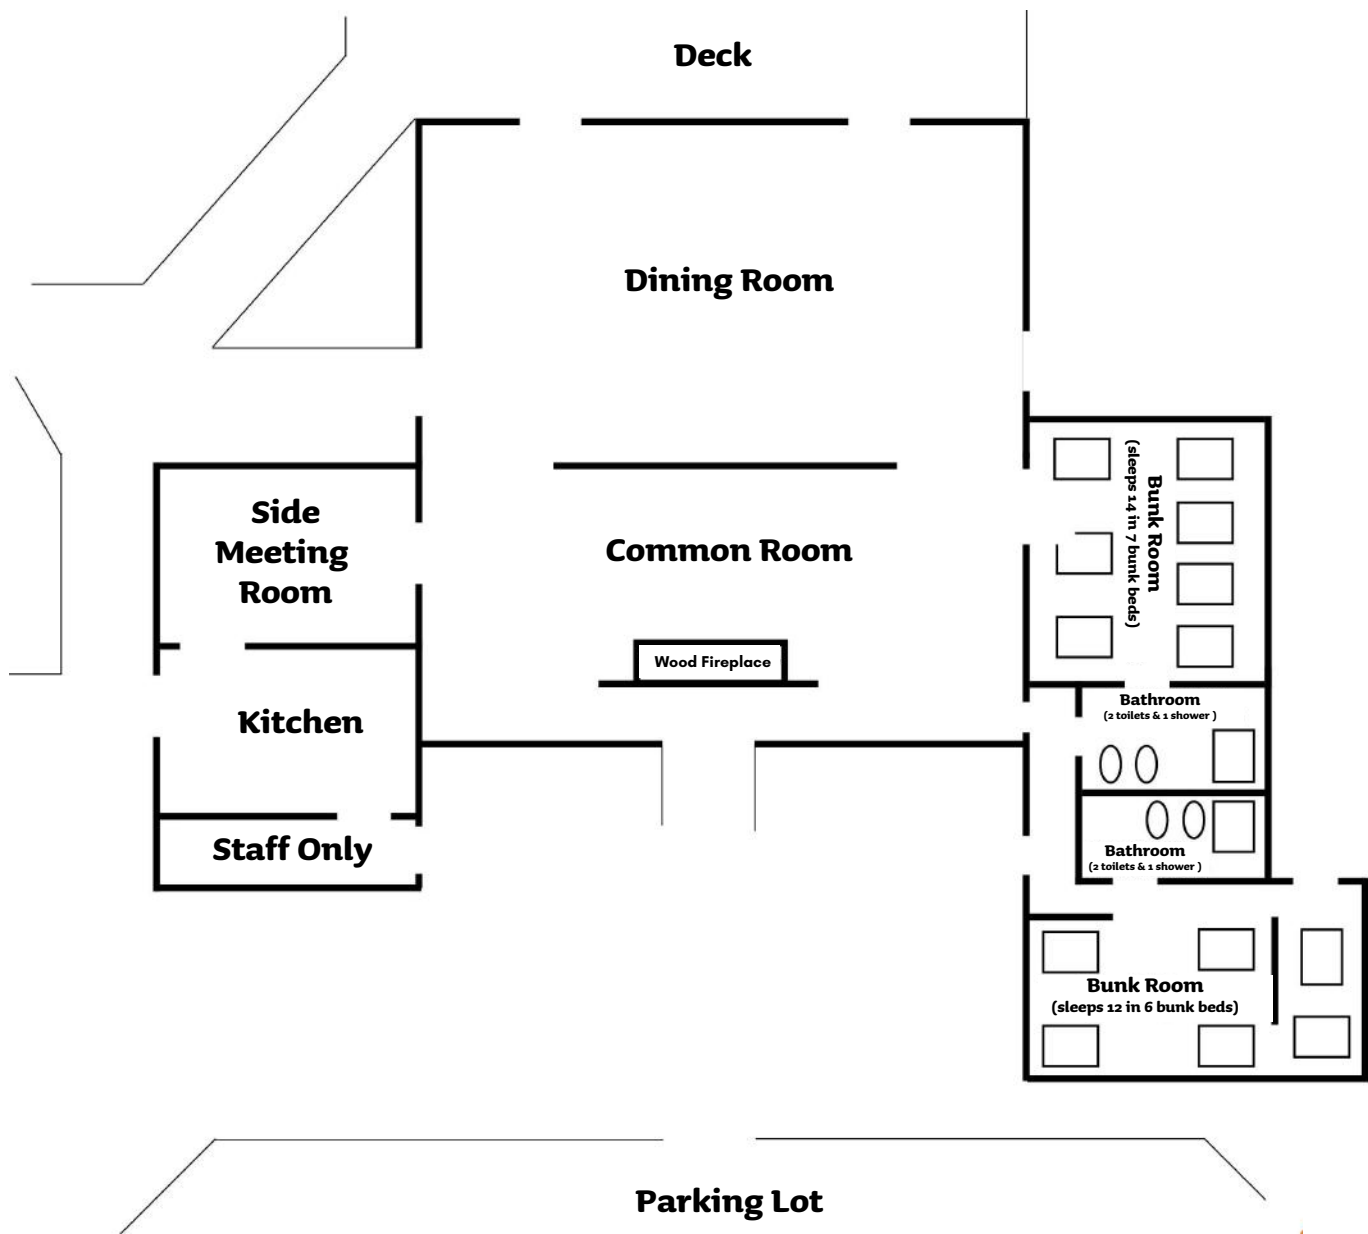 Deck
Dining Room
Side
Meeting
Room
Common Room
Bunk Room
(sleeps 14 in 7 bunk beds)
Wood Fireplace
Kitchen
Bathroom
(2 toilets & 1 shower )
Staff Only
Bathroom
(2 toilets & 1 shower )
Bunk Room
(sleeps 12 in 6 bunk beds)
Parking Lot